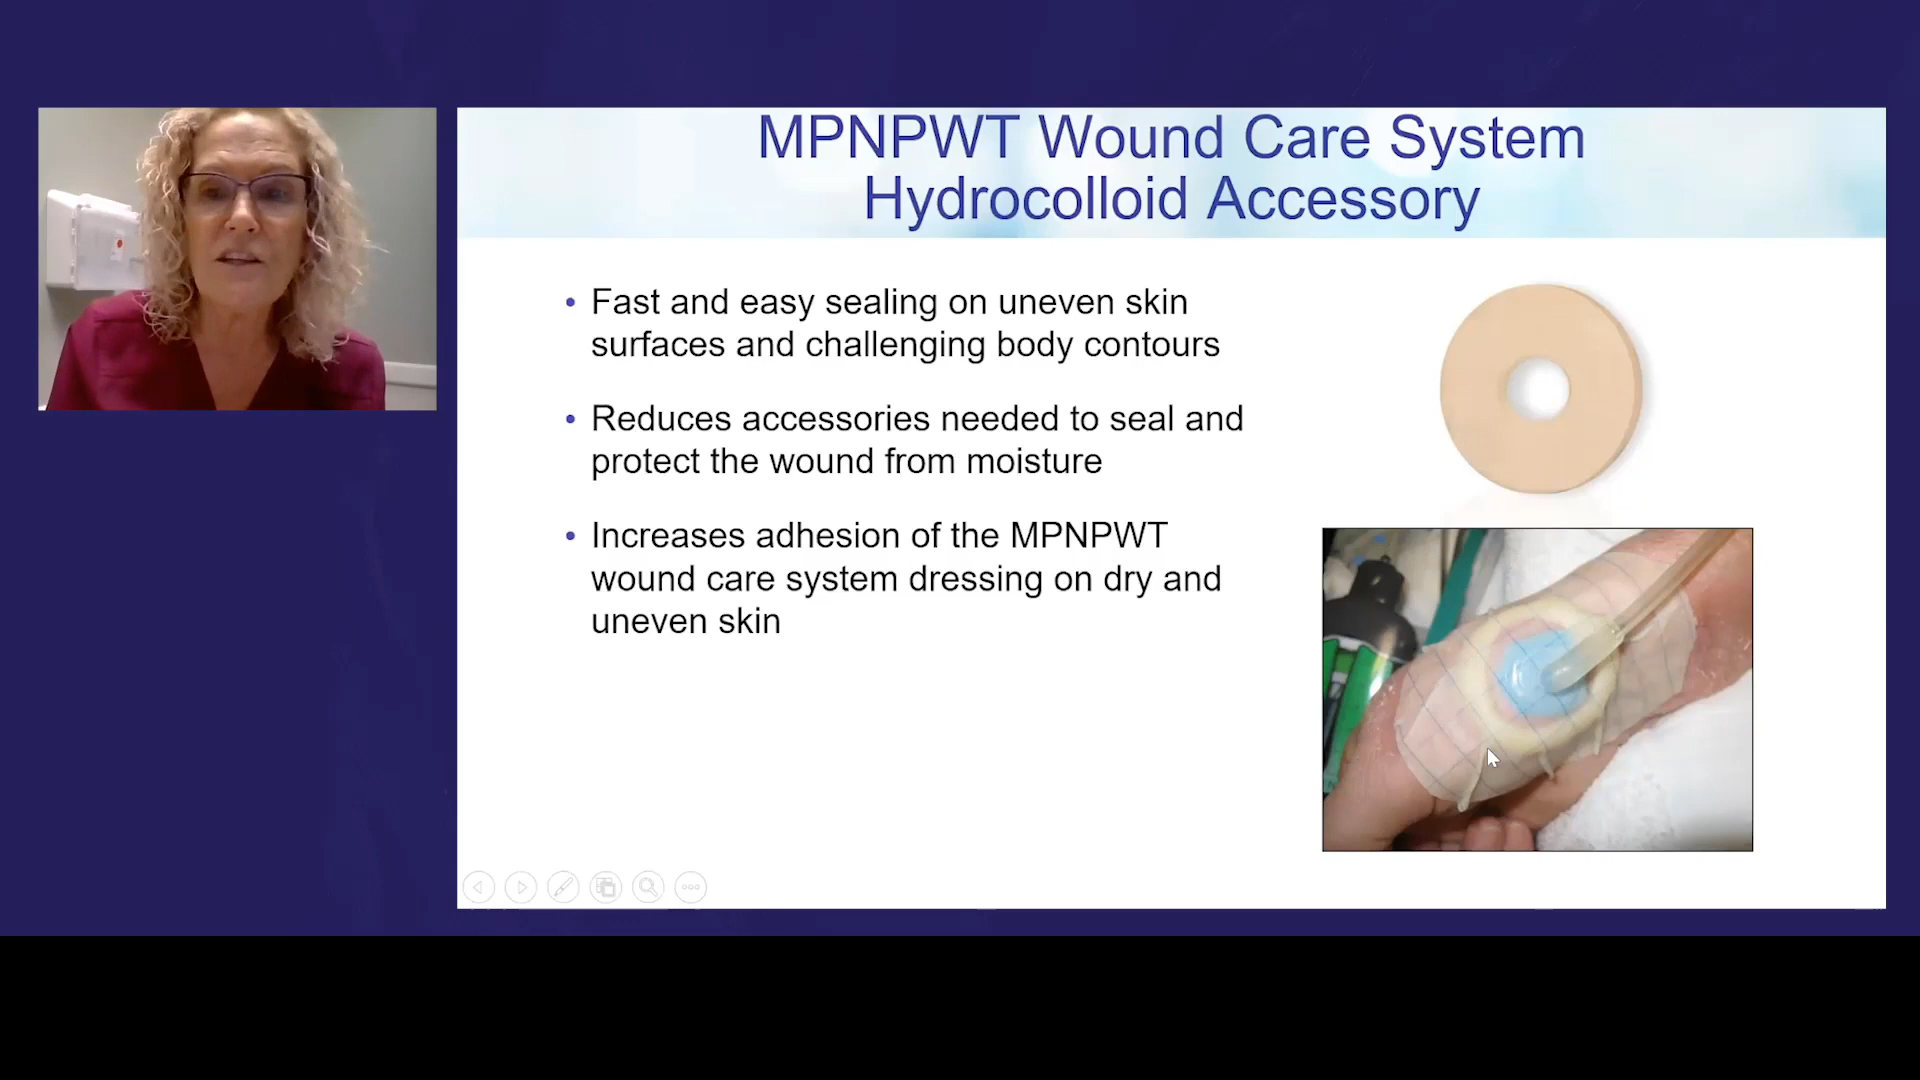 MPNPWT Wound Care System
Hydrocolloid Accessory
• Fast and easy sealing on uneven skin
surfaces and challenging body contours
• Reduces accessories needed to seal and
protect the wound from moisture
• Increases adhesion of the MPNPWT
wound care system dressing on dry and
uneven skin